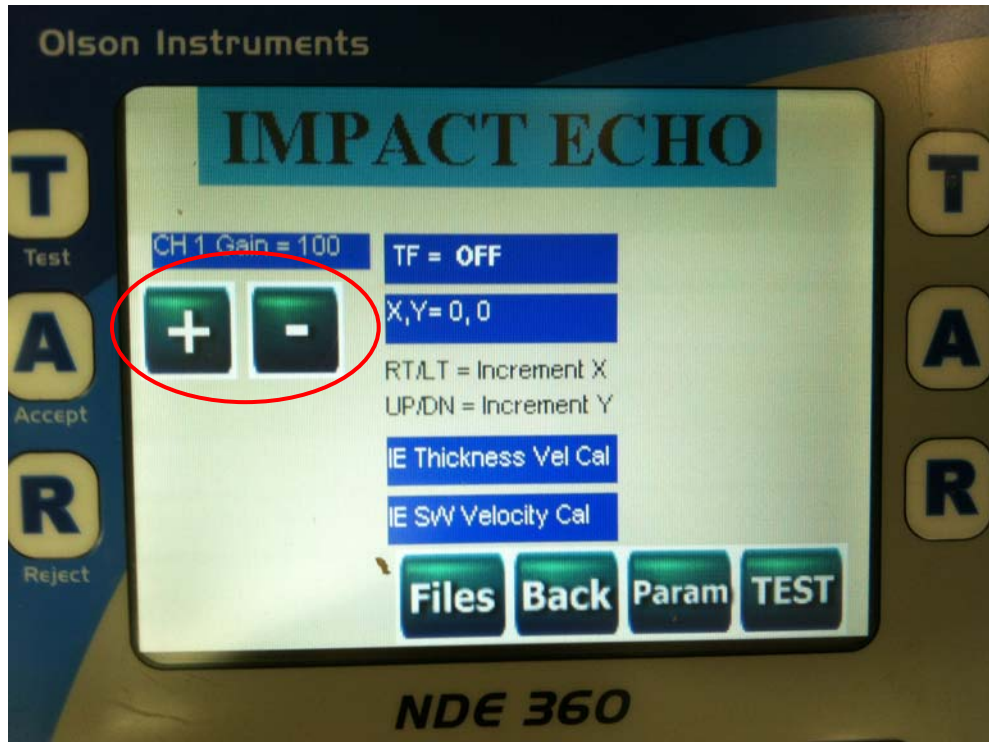 Olson Instruments
IMPACT ECHO
T
Test
A
Accept
R
Reject
CH 1 Gain = 100
+ -
TF = OFF
X,Y= 0, 0
RT/LT = Increment X
UP/DN = Increment Y
IE Thickness Vel Cal
IE SW Velocity Cal
Files Back Param TEST
T
A
R
NDE 360